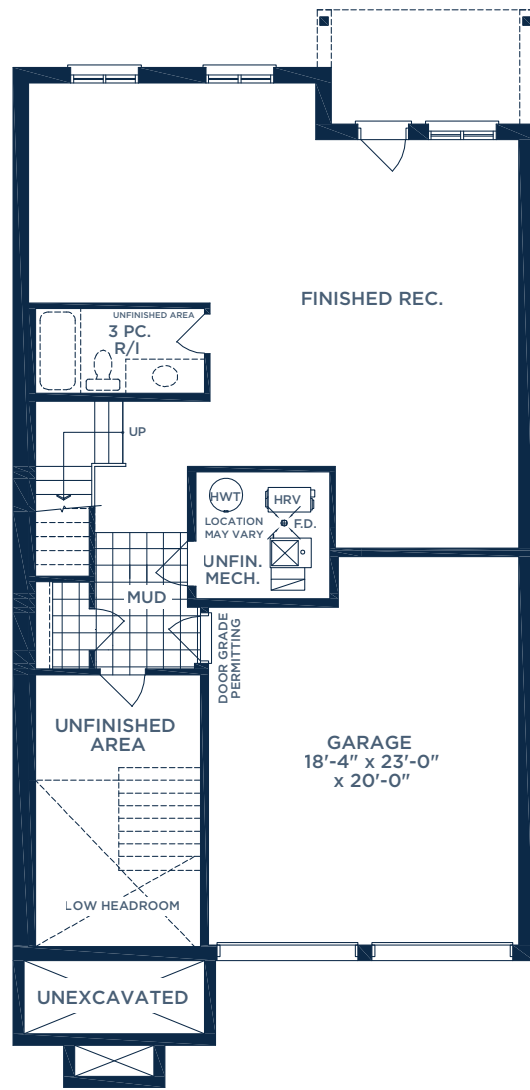 FINISHED REC.
UNFINISHED AREA
3 PC.
R/I
UP
HWT
HRV
LOCATION
MAY VARY
F.D.
UNFIN.
MECH.
MUD
DOOR GRADE
PERMITTING
UNFINISHED
AREA
GARAGE
18'-4" x 23'-0"
x 20'-0"
LOW HEADROOM
UNEXCAVATED